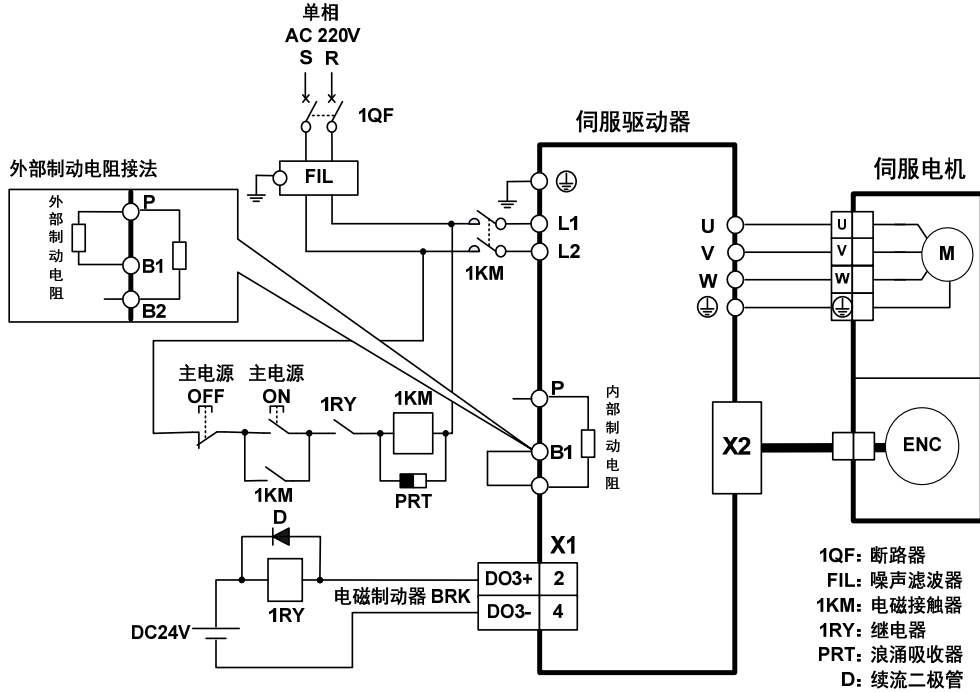 单相
AC 220V
S R
1QF
伺服驱动器
伺服电机
外部制动电阻接法
FIL
外部制动电阻
P
B1
B2
L1
L2
1KM
U
V
W
U
V
W
M
主电源
OFF
主电源
ON
1RY
1KM
1KM
PRT
P
B1
内部制动电阻
X2
ENC
D
1RY
DC24V
电磁制动器 BRK
X1
DO3+ 2
DO3- 4
1QF：断路器
FIL：噪声滤波器
1KM：电磁接触器
1RY：继电器
PRT：浪涌吸收器
D：续流二极管